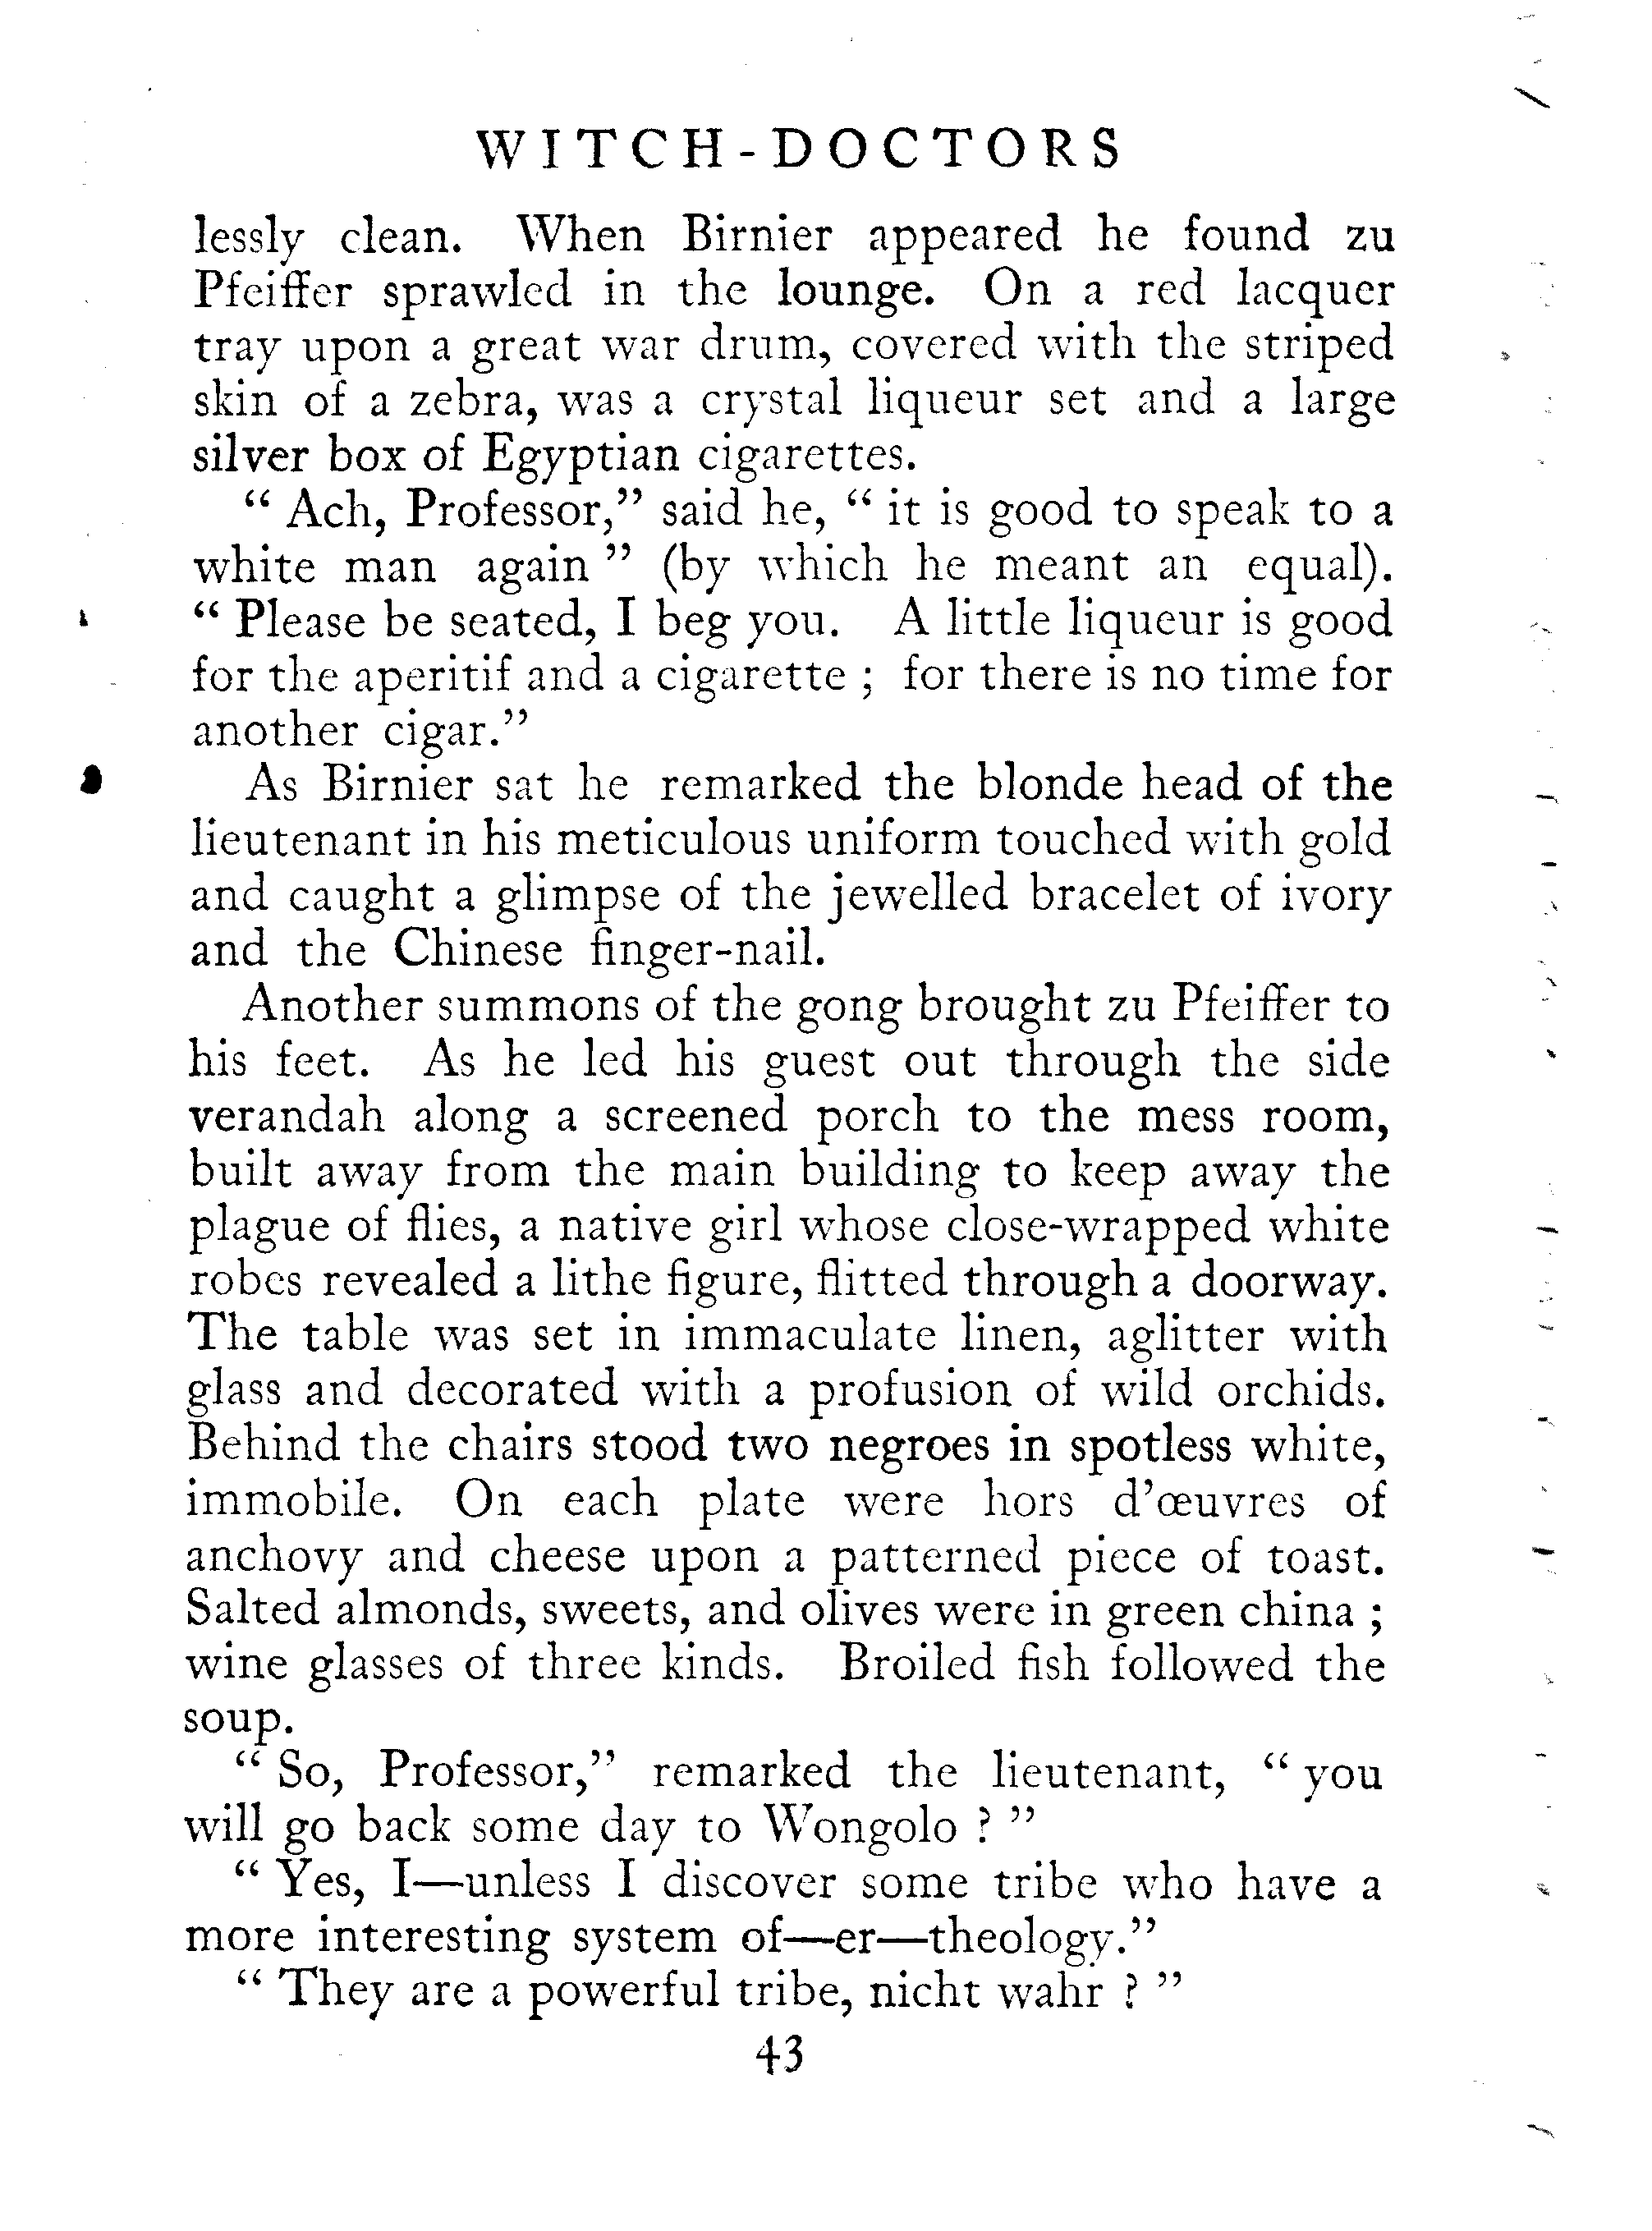 WITCH-DOCTORS
lessly clean. When Birnier appeared he found zu
Pfeiffer sprawled in the lounge. On a red lacquer
tray upon a great war drum, covered with the striped
skin of a zebra, was a crystal liqueur set and a large
silver box of Egyptian cigarettes.
“ Ach, Professor,” said he, “ it is good to speak to a
white man again ” (by which he meant an equal).
“ Please be seated, I beg you. A little liqueur is good
for the aperitif and a cigarette ; for there is no time for
another cigar.”
As Birnier sat he remarked the blonde head of the
lieutenant in his meticulous uniform touched with gold
and caught a glimpse of the jewelled bracelet of ivory
and the Chinese finger-nail.
Another summons of the gong brought zu Pfeiffer to
his feet. As he led his guest out through the side
verandah along a screened porch to the mess room,
built away from the main building to keep away the
plague of flies, a native girl whose close-wrapped white
robes revealed a lithe figure, flitted through a doorway.
The table was set in immaculate linen, aglitter with
glass and decorated with a profusion of wild orchids.
Behind the chairs stood two negroes in spotless white,
immobile. On each plate were hors d’œuvres of
anchovy and cheese upon a patterned piece of toast.
Salted almonds, sweets, and olives were in green china ;
wine glasses of three kinds. Broiled fish followed the
soup.
“ So, Professor,” remarked the lieutenant, “ you
will go back some day to Wongolo ? ”
“ Yes, I—unless I discover some tribe who have a
more interesting system of—er—theology.”
“ They are a powerful tribe, nicht wahr ? ”
43